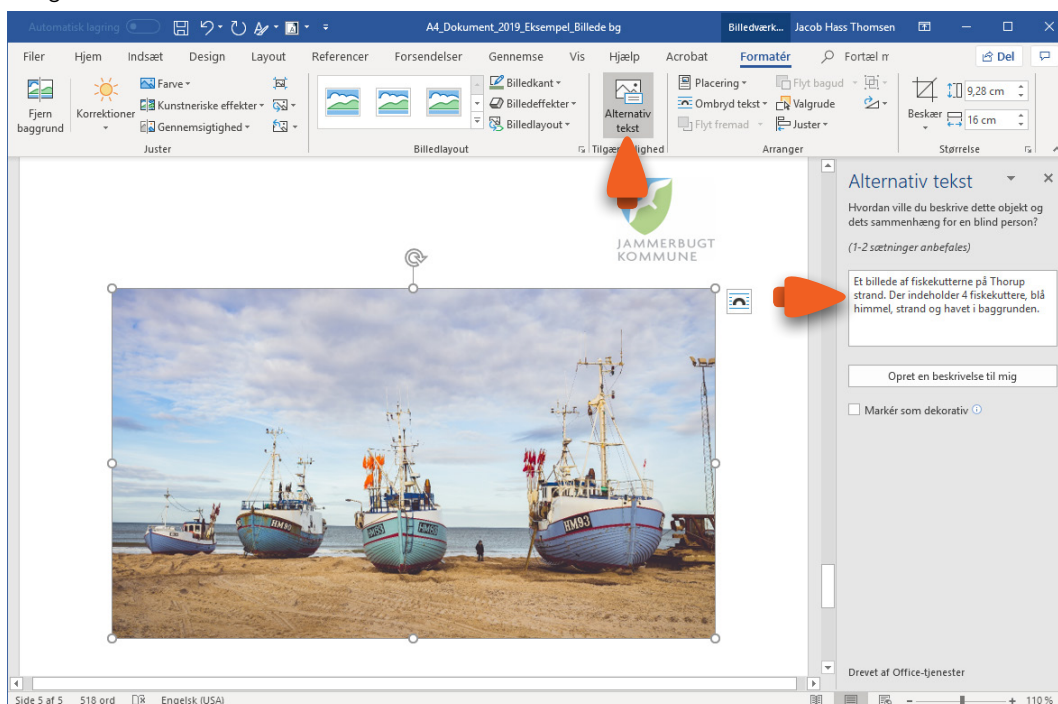 Automatisk lagring
A4_Dokument_2019_Eksempel_Billede bg
Billedværk...
Jacob Hass Thomsen
Filer Hjem Indsæt Design Layout Referencer Forsendelser Gennemse Vis Hjælp Acrobat Formatér Fortæl Del
Fjern baggrund
Korrektioner
Farve
Kunstneriske effekter
Gennemsigtighed
Juster
Billedkant
Billedeffekter
Billedlayout
Billedlayout
Alternativ tekst
Placering
Ombryd tekst
Flyt fremad
Flyt bagud
Valgrude
Juster
Arranger
Beskær
9,28 cm
16 cm
Størrelse
JAMMERBUGT
KOMMUNE
HM93
Alternativ tekst
Hvordan ville du beskrive dette objekt og
dets sammenhæng for en blind person?
(1-2 sætninger anbefales)
Et billede af fiskekutterne på Thorup
strand. Der indeholder 4 fiskekuttere, blå
himmel, strand og havet i baggrunden.
Opret en beskrivelse til mig
Markér som dekorativ
Drevet af Office-tjenester
Side 5 af 5 518 ord Engelsk (USA) 110 %